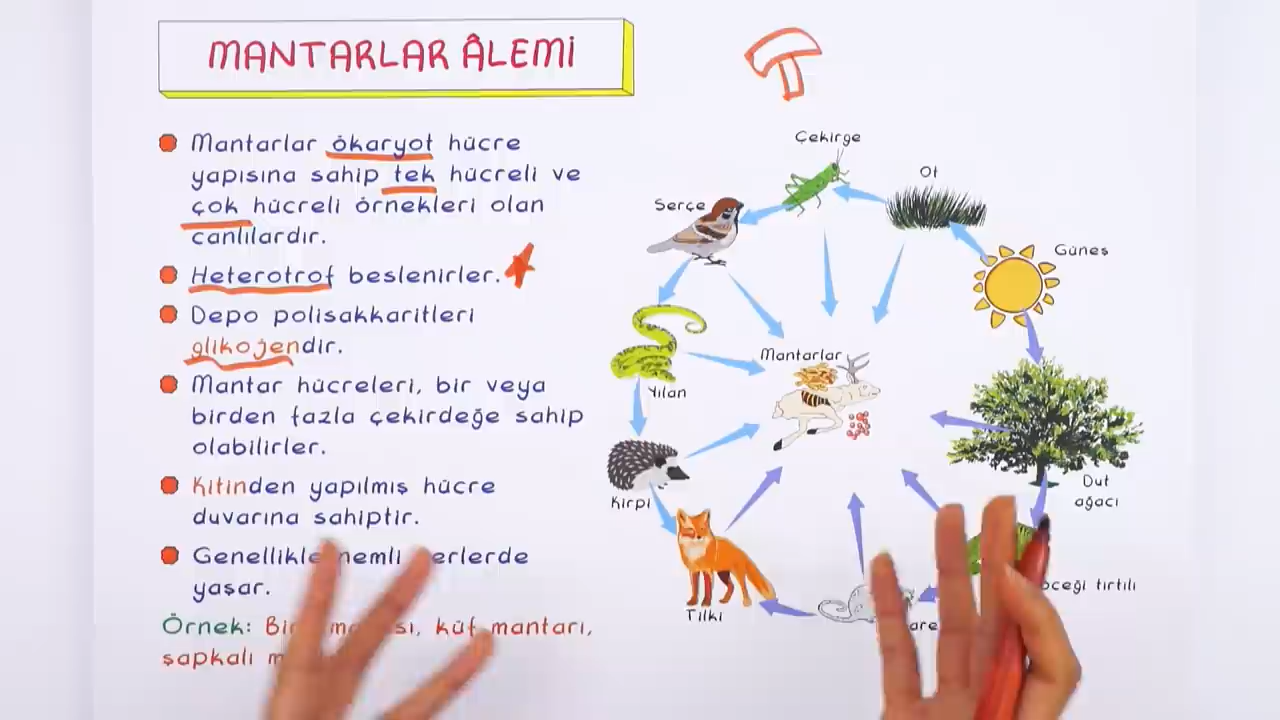 MANTARLAR ÂLEMİ
Mantarlar ökaryot hücre
yapısına sahip tek hücreli ve
çok hücreli örnekleri olan
canlılardır.
Heterotrof beslenirler.
Depo polisakkaritleri
glikojendir.
Mantar hücreleri, bir veya
birden fazla çekirdeğe sahip
olabilirler.
Kitinden yapılmış hücre
duvarına sahiptir.
Genellikle nemli yerlerde
yaşar.
Örnek: küf mantarı,
şapkalı
Çekirge
Ot
Serçe
Güneş
Mantarlar
Yılan
Dut
ağacı
Kirpi
Tilki
tırtılı